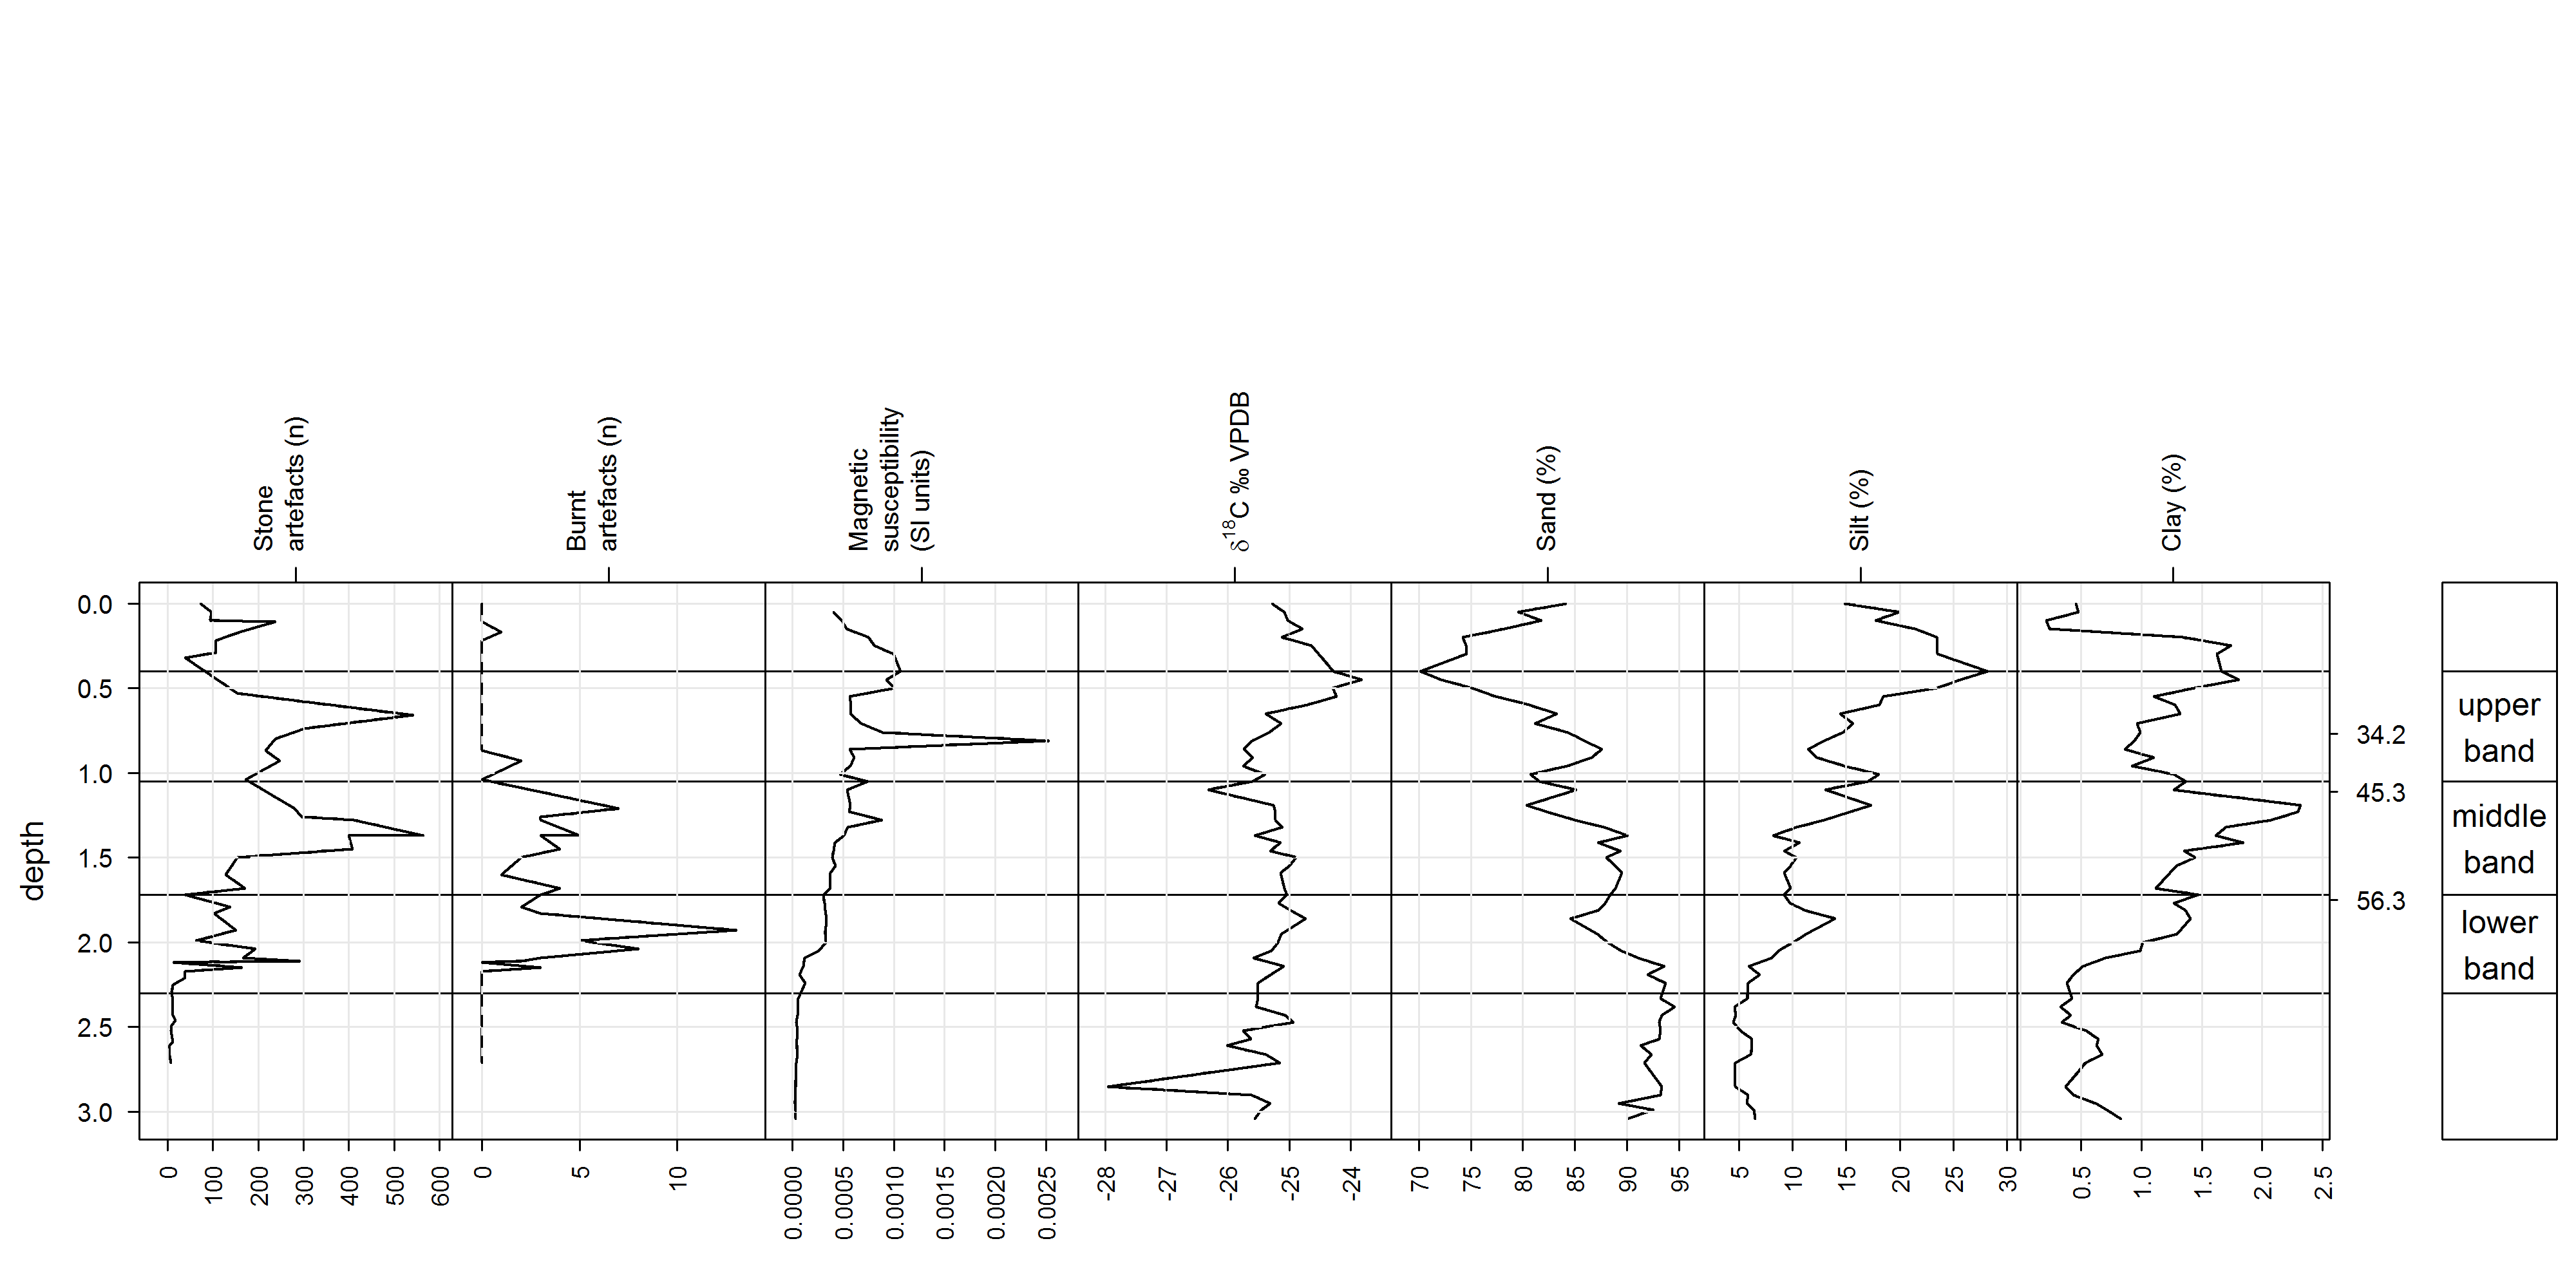 Stone
artefacts (n)
Burnt
artefacts (n)
Magnetic
susceptibility
(SI units)
δ¹⁸C ‰ VPDB
Sand (%)
Silt (%)
Clay (%)
depth
0.0
0.5
1.0
1.5
2.0
2.5
3.0
0 100 200 300 400 500 600
0 5 10
0.0000 0.0005 0.0010 0.0015 0.0020 0.0025
-28 -27 -26 -25 -24
70 75 80 85 90 95
5 10 15 20 25 30
0.5 1.0 1.5 2.0 2.5
34.2
45.3
56.3
upper
band
middle
band
lower
band